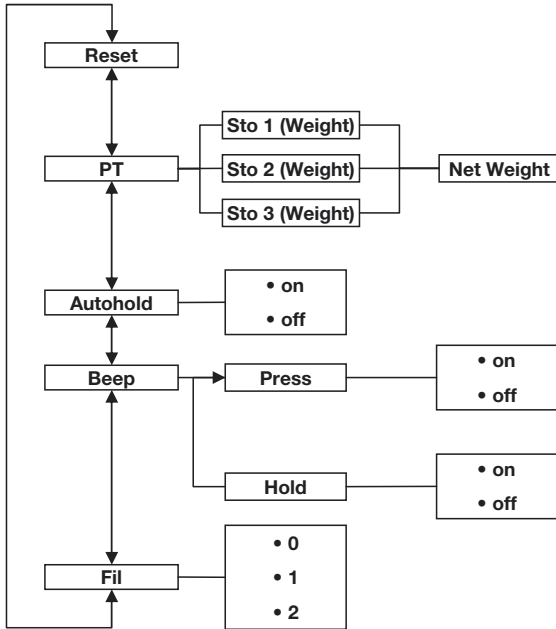 Reset
Sto 1 (Weight)
PT
Sto 2 (Weight)
Net Weight
Sto 3 (Weight)
Autohold
• on
• off
Beep
Press
• on
• off
Hold
• on
• off
Fil
• 0
• 1
• 2